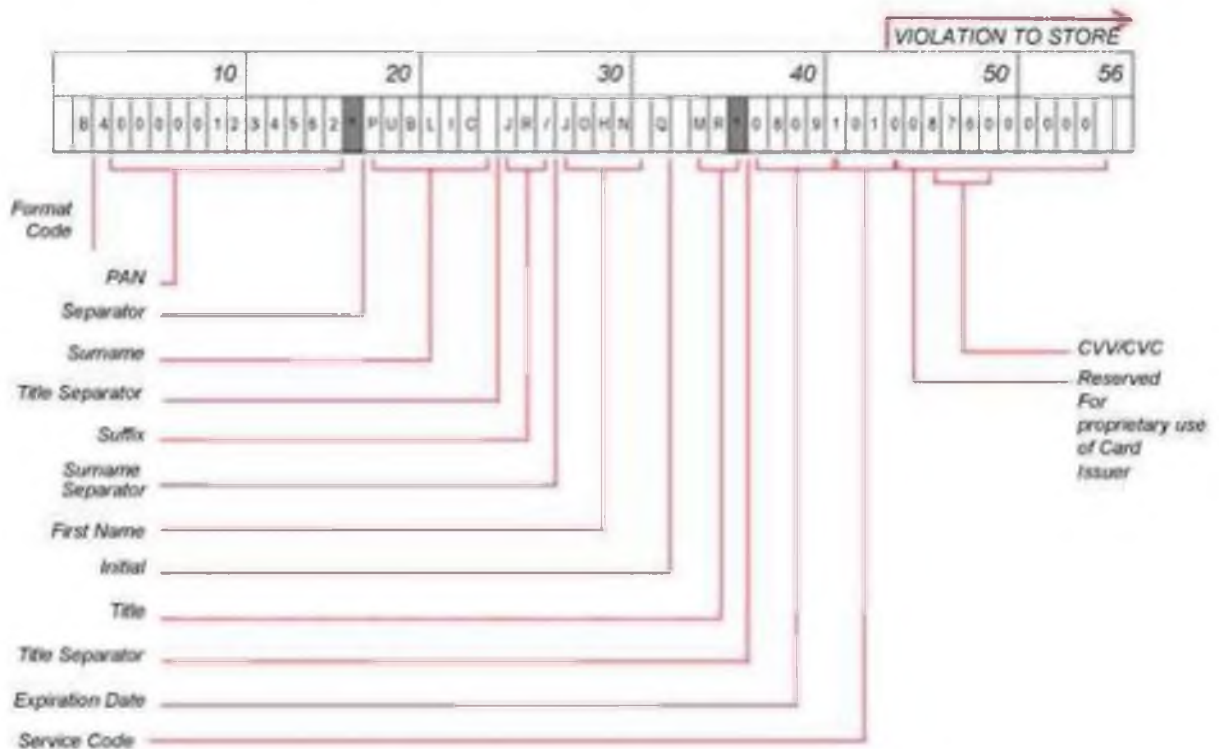 VIOLATION TO STORE
10 20 30 40 50 56
B 4 0 0 0 0 0 1 2 3 4 5 6 2 ^ P U B L I C J R / J O H N Q M R ^ 0 8 0 9 1 0 1 0 0 8 7 6 0 0 0 0 0 0
Format
Code
PAN
Separator
Surname
Title Separator
Suffix
Surname
Separator
First Name
Initial
Title
Title Separator
Expiration Date
Service Code
CVV/CVC
Reserved
For
proprietary use
of Card
Issuer